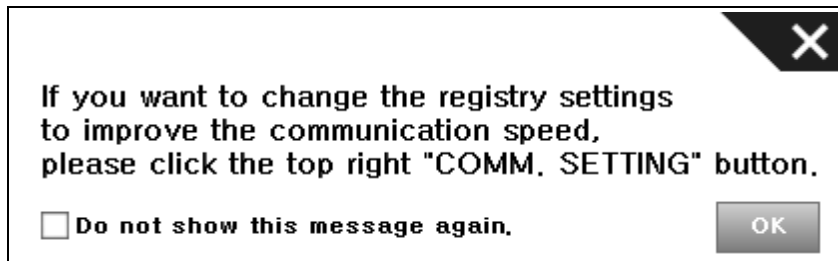 If you want to change the registry settings
to improve the communication speed,
please click the top right "COMM. SETTING" button.
Do not show this message again.
OK